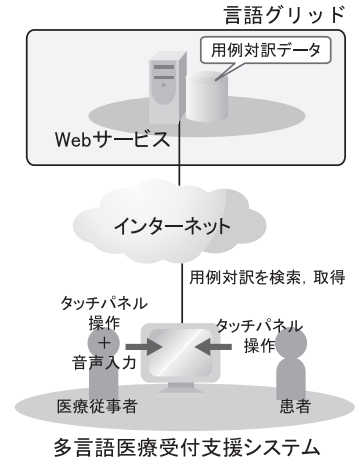 言語グリッド
用例対訳データ
Webサービス
インターネット
用例対訳を検索，取得
タッチパネル
操作
＋
音声入力
タッチパネル
操作
医療従事者
患者
多言語医療受付支援システム